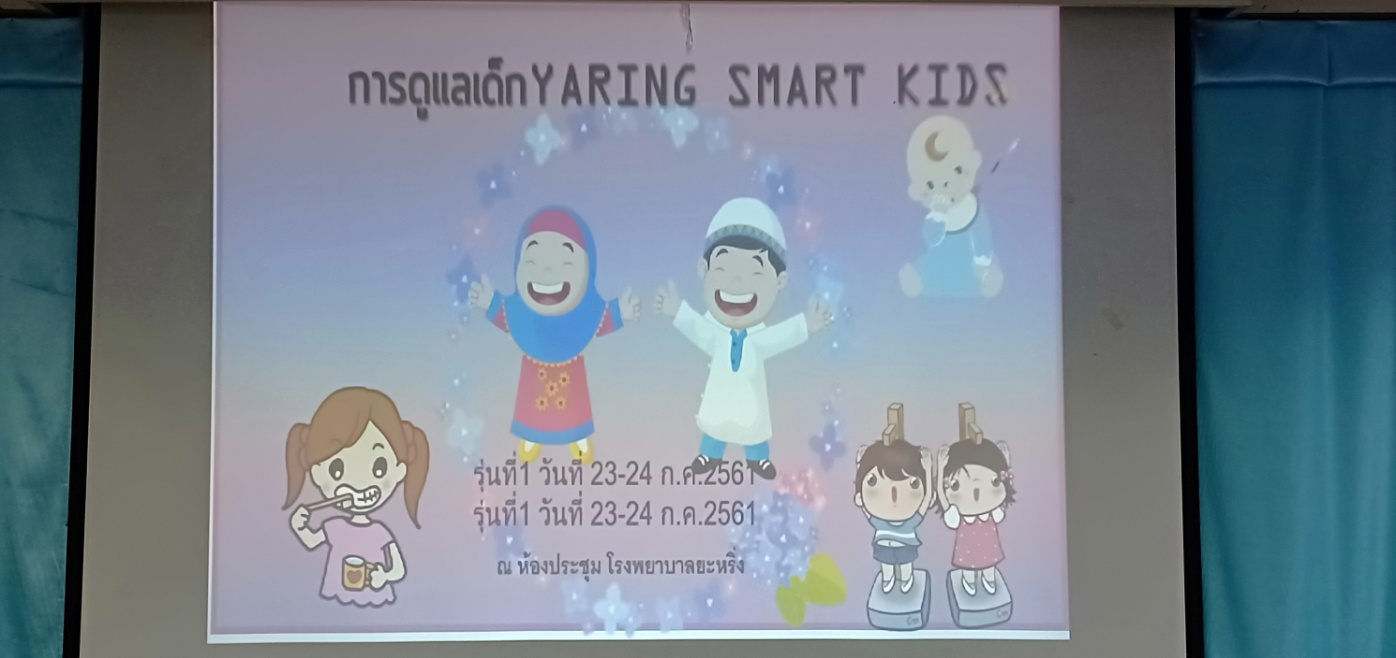 การดูแลเด็กYARING SMART KIDS
รุ่นที่1 วันที่ 23-24 ก.ค.2561
รุ่นที่1 วันที่ 23-24 ก.ค.2561
ณ ห้องประชุม โรงพยาบาลยะหริ่ง